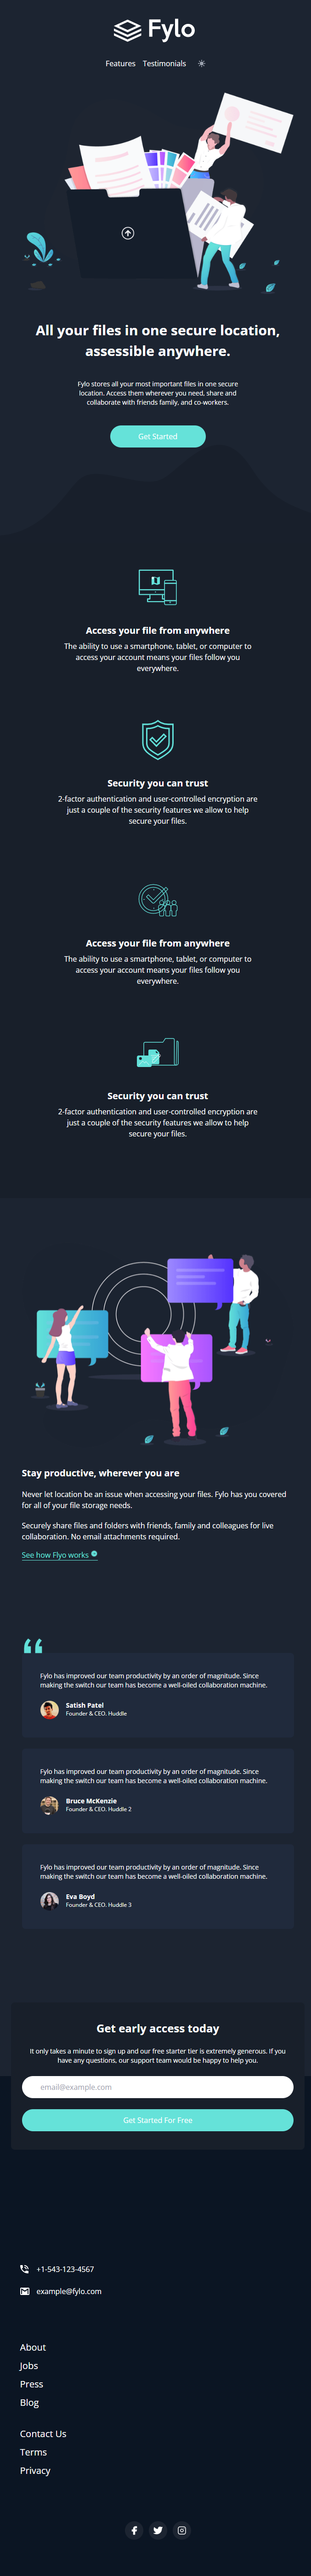 Fylo
Features Testimonials
All your files in one secure location,
assessible anywhere.
Fylo stores all your most important files in one secure
location. Access them wherever you need, share and
collaborate with friends family, and co-workers.
Get Started
Access your file from anywhere
The ability to use a smartphone, tablet, or computer to
access your account means your files follow you
everywhere.
Security you can trust
2-factor authentication and user-controlled encryption are
just a couple of the security features we allow to help
secure your files.
Access your file from anywhere
The ability to use a smartphone, tablet, or computer to
access your account means your files follow you
everywhere.
Security you can trust
2-factor authentication and user-controlled encryption are
just a couple of the security features we allow to help
secure your files.
Stay productive, wherever you are
Never let location be an issue when accessing your files. Fylo has you covered
for all of your file storage needs.
Securely share files and folders with friends, family and colleagues for live
collaboration. No email attachments required.
See how Flyo works
Fylo has improved our team productivity by an order of magnitude. Since
making the switch our team has become a well-oiled collaboration machine.
Satish Patel
Founder & CEO. Huddle
Fylo has improved our team productivity by an order of magnitude. Since
making the switch our team has become a well-oiled collaboration machine.
Bruce McKenzie
Founder & CEO. Huddle 2
Fylo has improved our team productivity by an order of magnitude. Since
making the switch our team has become a well-oiled collaboration machine.
Eva Boyd
Founder & CEO. Huddle 3
Get early access today
It only takes a minute to sign up and our free starter tier is extremely generous. If you
have any questions, our support team would be happy to help you.
email@example.com
Get Started For Free
+1-543-123-4567
example@fylo.com
About
Jobs
Press
Blog
Contact Us
Terms
Privacy